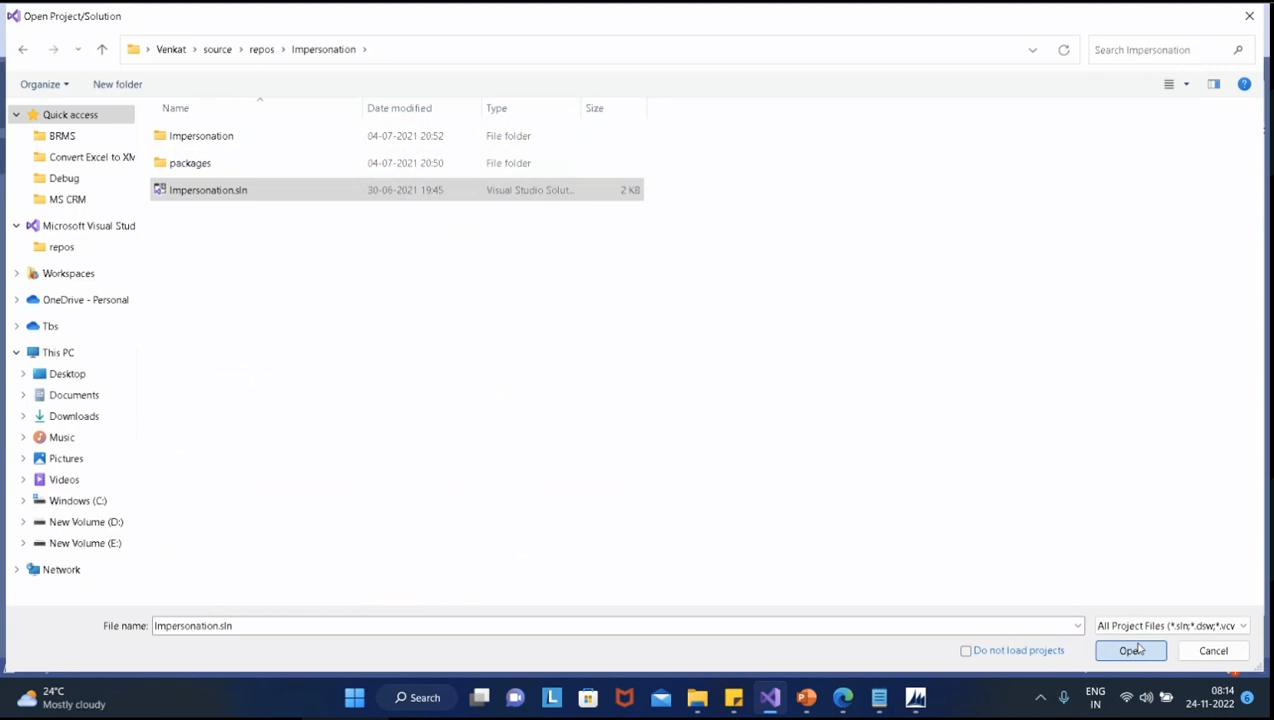 Open Project/Solution
Venkat > source > repos > Impersonation >
Search Impersonation
Organize
New folder
Name
Date modified
Type
Size
Quick access
BRMS
Convert Excel to XM
Debug
MS CRM
Microsoft Visual Stud
repos
Workspaces
OneDrive - Personal
Tbs
This PC
Desktop
Documents
Downloads
Music
Pictures
Videos
Windows (C:)
New Volume (D:)
New Volume (E:)
Network
Impersonation 04-07-2021 20:52 File folder
packages 04-07-2021 20:50 File folder
Impersonation.sln 30-06-2021 19:45 Visual Studio Solut... 2 KB
File name: Impersonation.sln
All Project Files (*.sln;*.dsw;*.vcv
Do not load projects
Open
Cancel
24°C
Mostly cloudy
Search
ENG
IN
08:14
24-11-2022
6